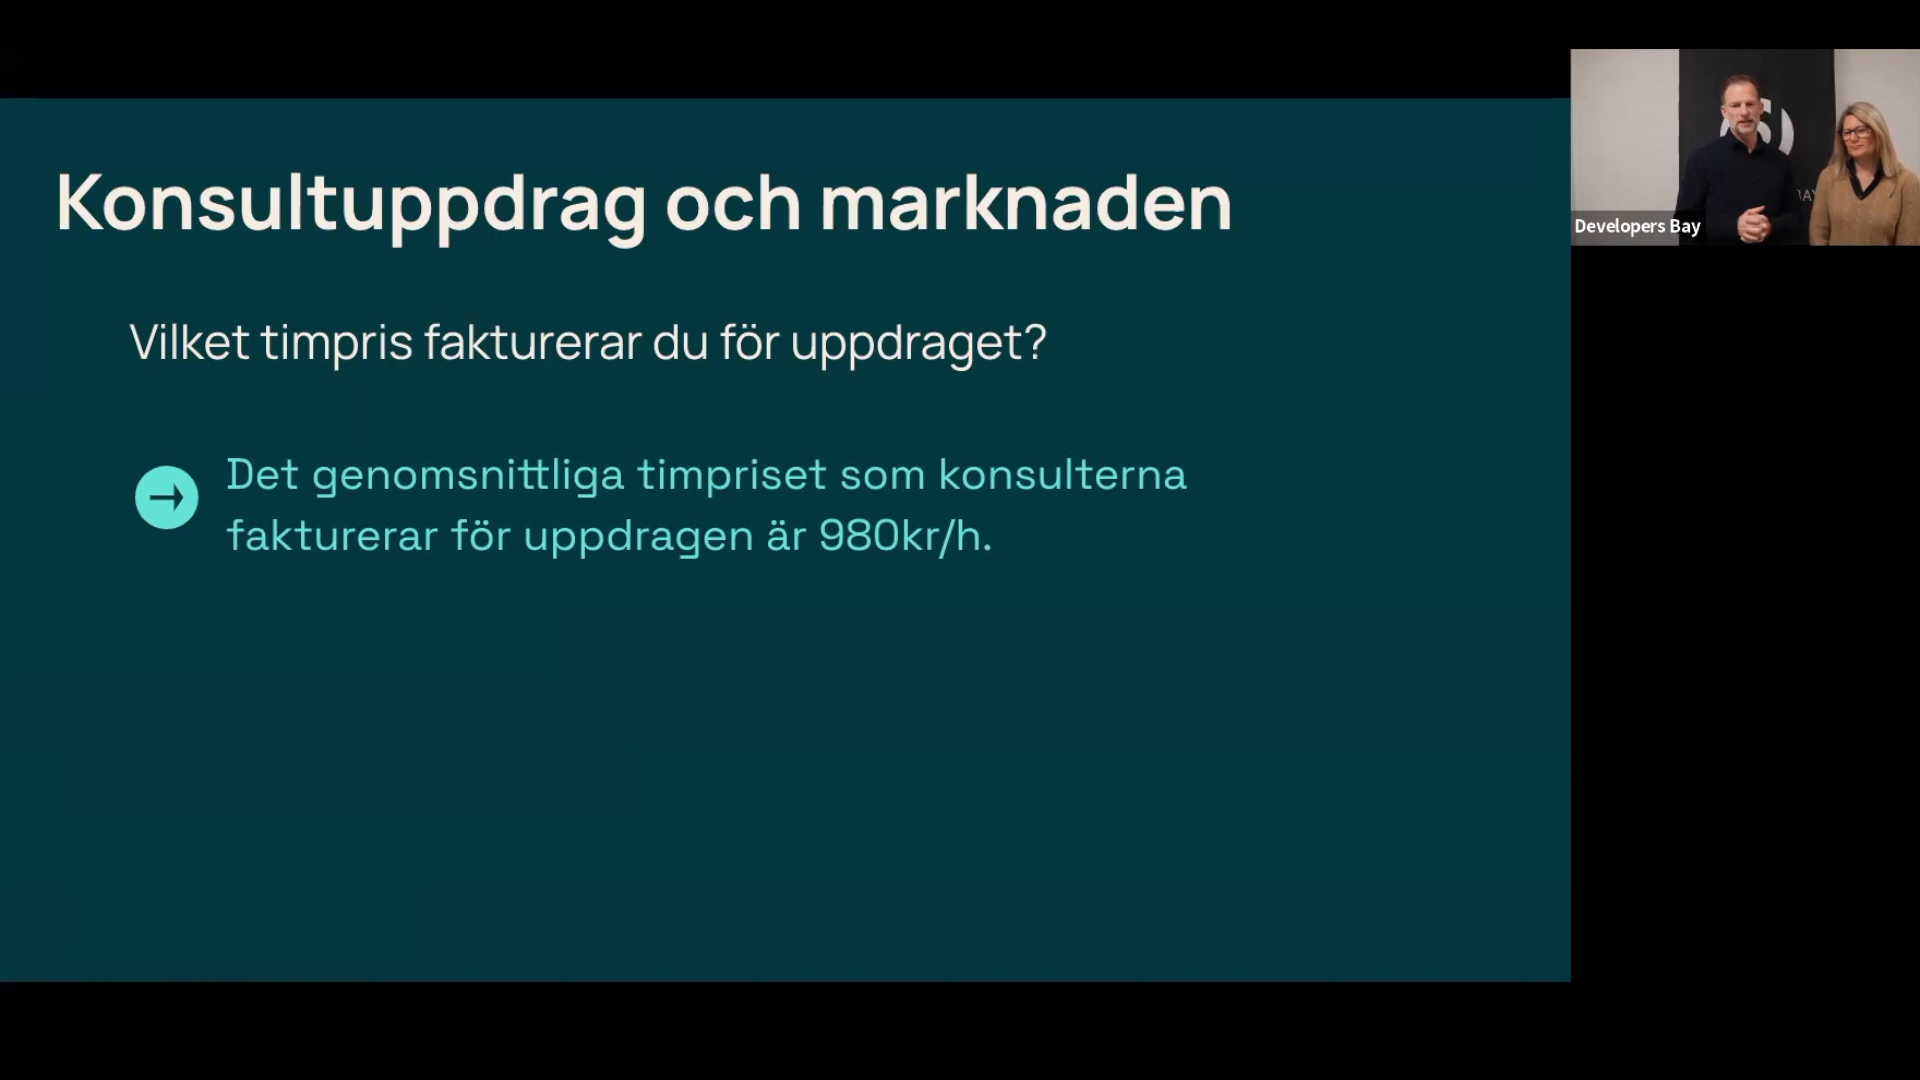 Konsultuppdrag och marknaden
Vilket timpris fakturerar du för uppdraget?
Det genomsnittliga timpriset som konsulterna
fakturerar för uppdragen är 980kr/h.
Developers Bay